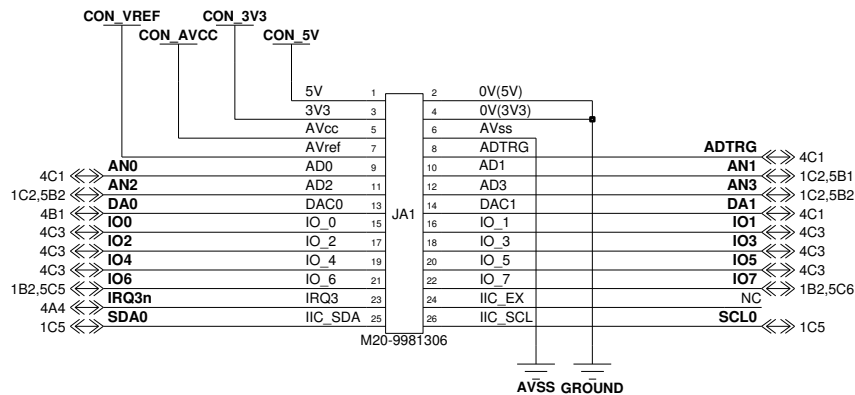 CON_VREF CON_3V3
CON_AVCC CON_5V
5V 1 2 0V(5V)
3V3 3 4 0V(3V3)
AVcc 5 6 AVss
AVref 7 8 ADTRG ADTRG 4C1
4C1 AN0 AD0 9 10 AD1 AN1 1C2,5B1
1C2,5B2 AN2 AD2 11 12 AD3 AN3 1C2,5B2
4B1 DA0 DAC0 13 14 DAC1 DA1 4C1
JA1
4C3 IO0 IO_0 15 16 IO_1 IO1 4C3
4C3 IO2 IO_2 17 18 IO_3 IO3 4C3
4C3 IO4 IO_4 19 20 IO_5 IO5 4C3
1B2,5C5 IO6 IO_6 21 22 IO_7 IO7 1B2,5C6
4A4 IRQ3n IRQ3 23 24 IIC_EX NC
1C5 SDA0 IIC_SDA 25 26 IIC_SCL SCL0 1C5
M20-9981306
AVSS GROUND